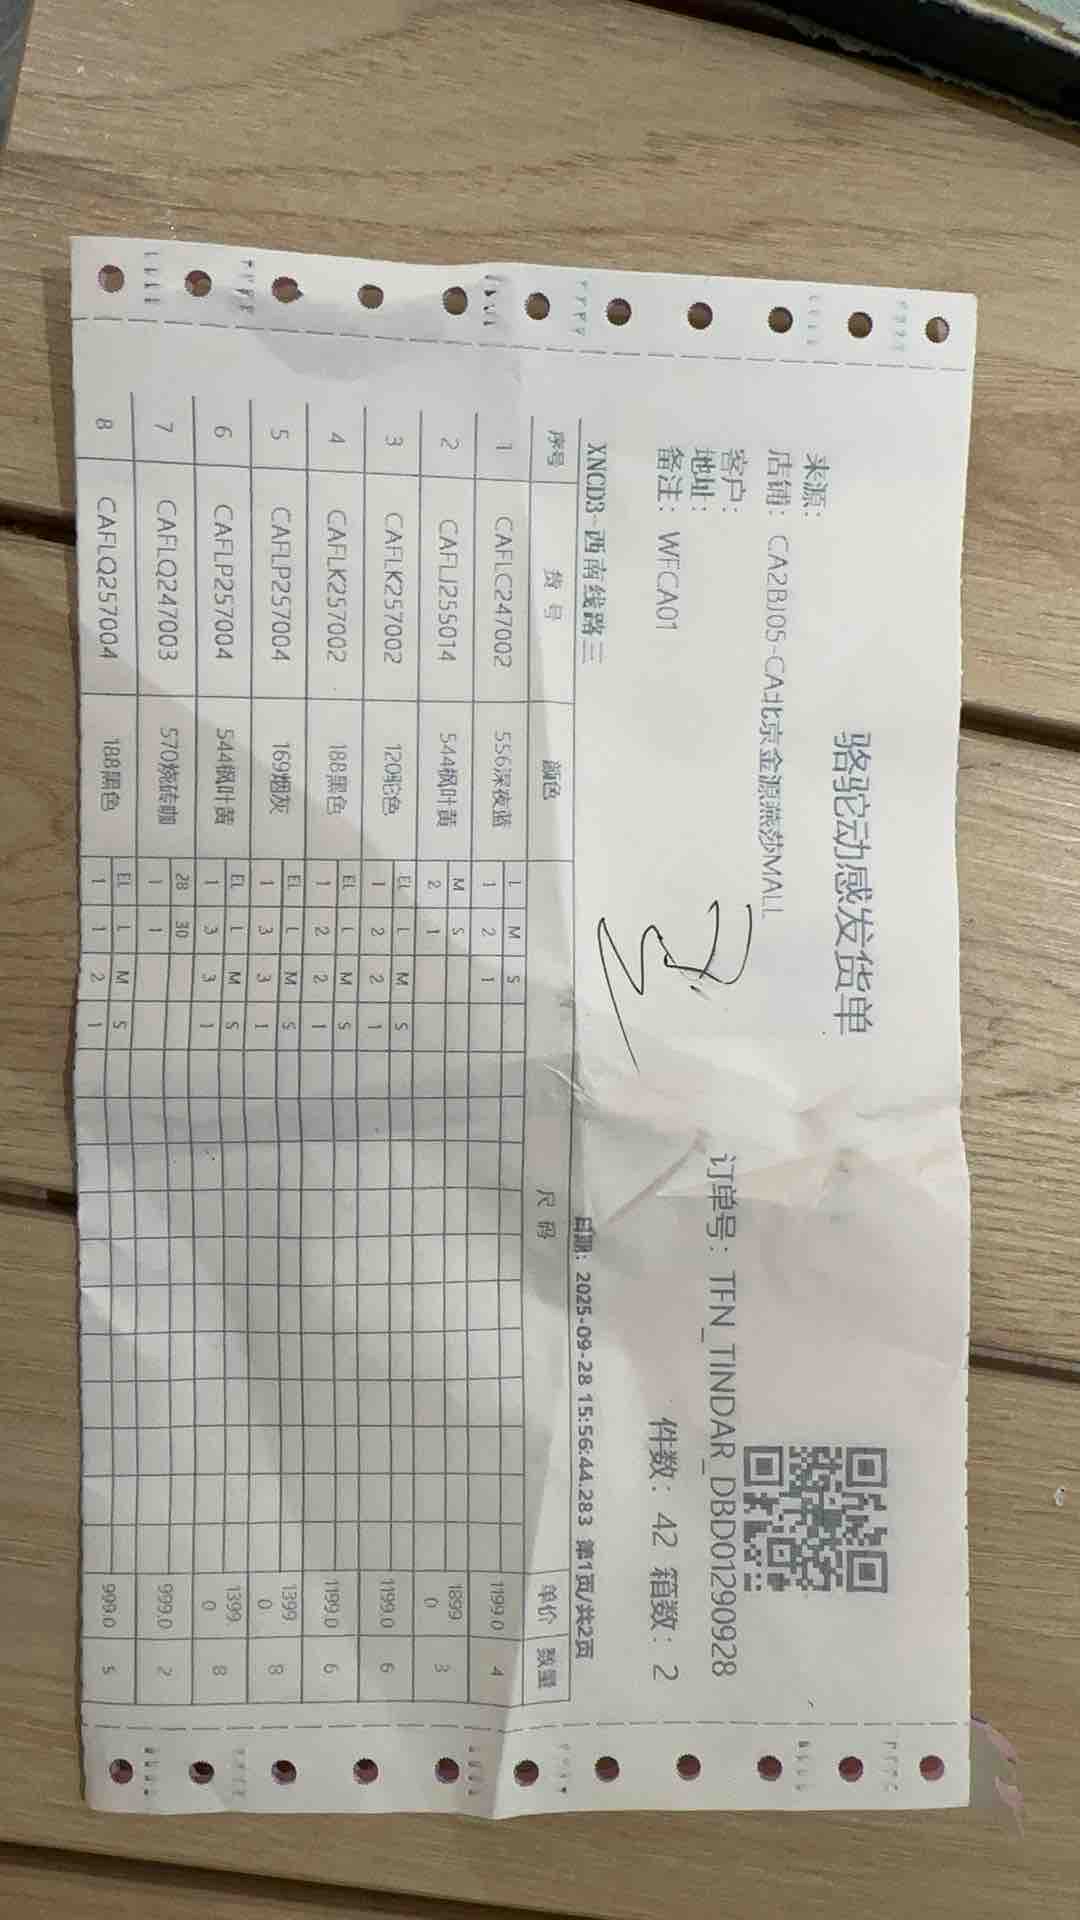 骆驼动感发货单
来源：
店铺：CA2BJ05-CA北京金源燕莎MALL
客户：
订单号：TFN_TINDAR_DBD01290928
地址：
备注：WFCA01
件数：42 箱数：2
XNCD3-西南线路三 日期：2025-09-28 15:56:44.283 第1页/共2页
序号 货号 颜色 尺码 单价 数量
L M S
1 CAFLC247002 556深夜蓝 1199.0 4
1 2 1
M S
2 CAFLJ255014 544枫叶黄 1899.0 3
2 1
EL L M S
3 CAFLK257002 120驼色 1199.0 6
1 2 2 1
EL L M S
4 CAFLK257002 188黑色 1199.0 6
1 2 2 1
EL L M S
5 CAFLP257004 169烟灰 1399.0 8
1 3 3 1
EL L M S
6 CAFLP257004 544枫叶黄 1399.0 8
1 3 3 1
28 30
7 CAFLQ247003 570烧砖咖 999.0 2
1 1
EL L M S
8 CAFLQ257004 188黑色 999.0 5
1 1 2 1